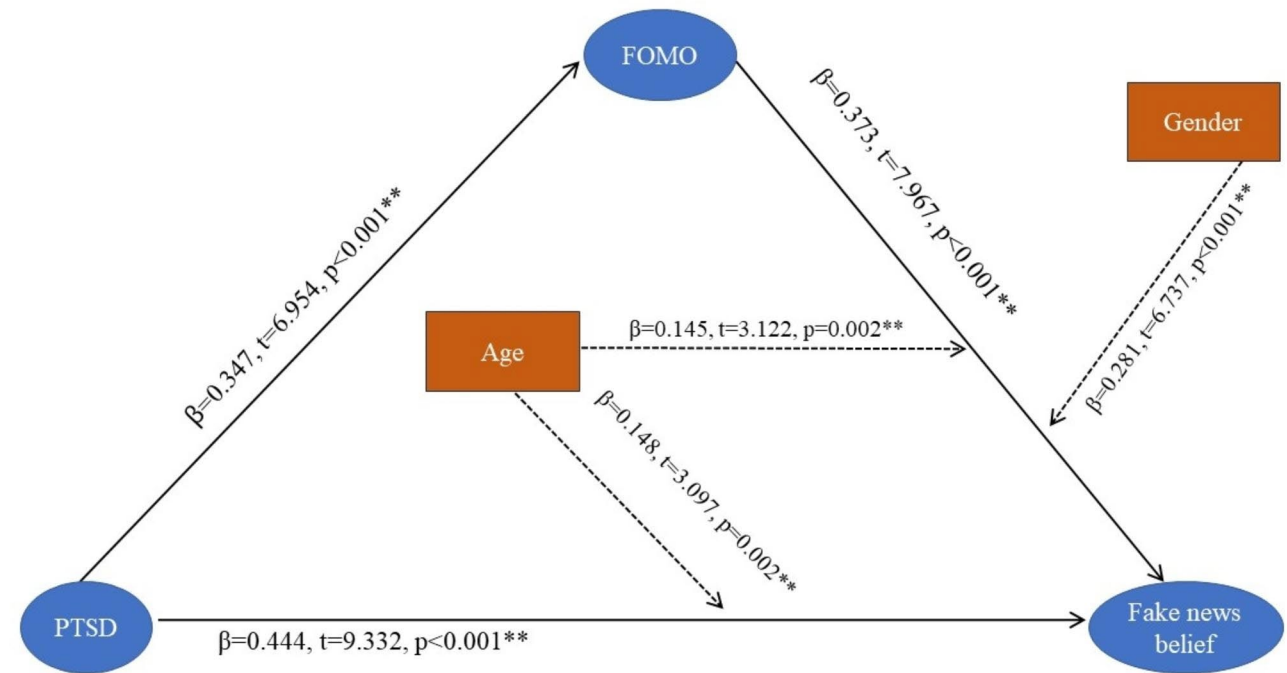 FOMO
β=0.373, t=7.967, p<0.001**
Gender
β=0.281, t=6.737, p<0.001**
β=0.347, t=6.954, p<0.001**
Age
β=0.145, t=3.122, p=0.002**
β=0.148, t=3.097, p=0.002**
PTSD
β=0.444, t=9.332, p<0.001**
Fake news
belief